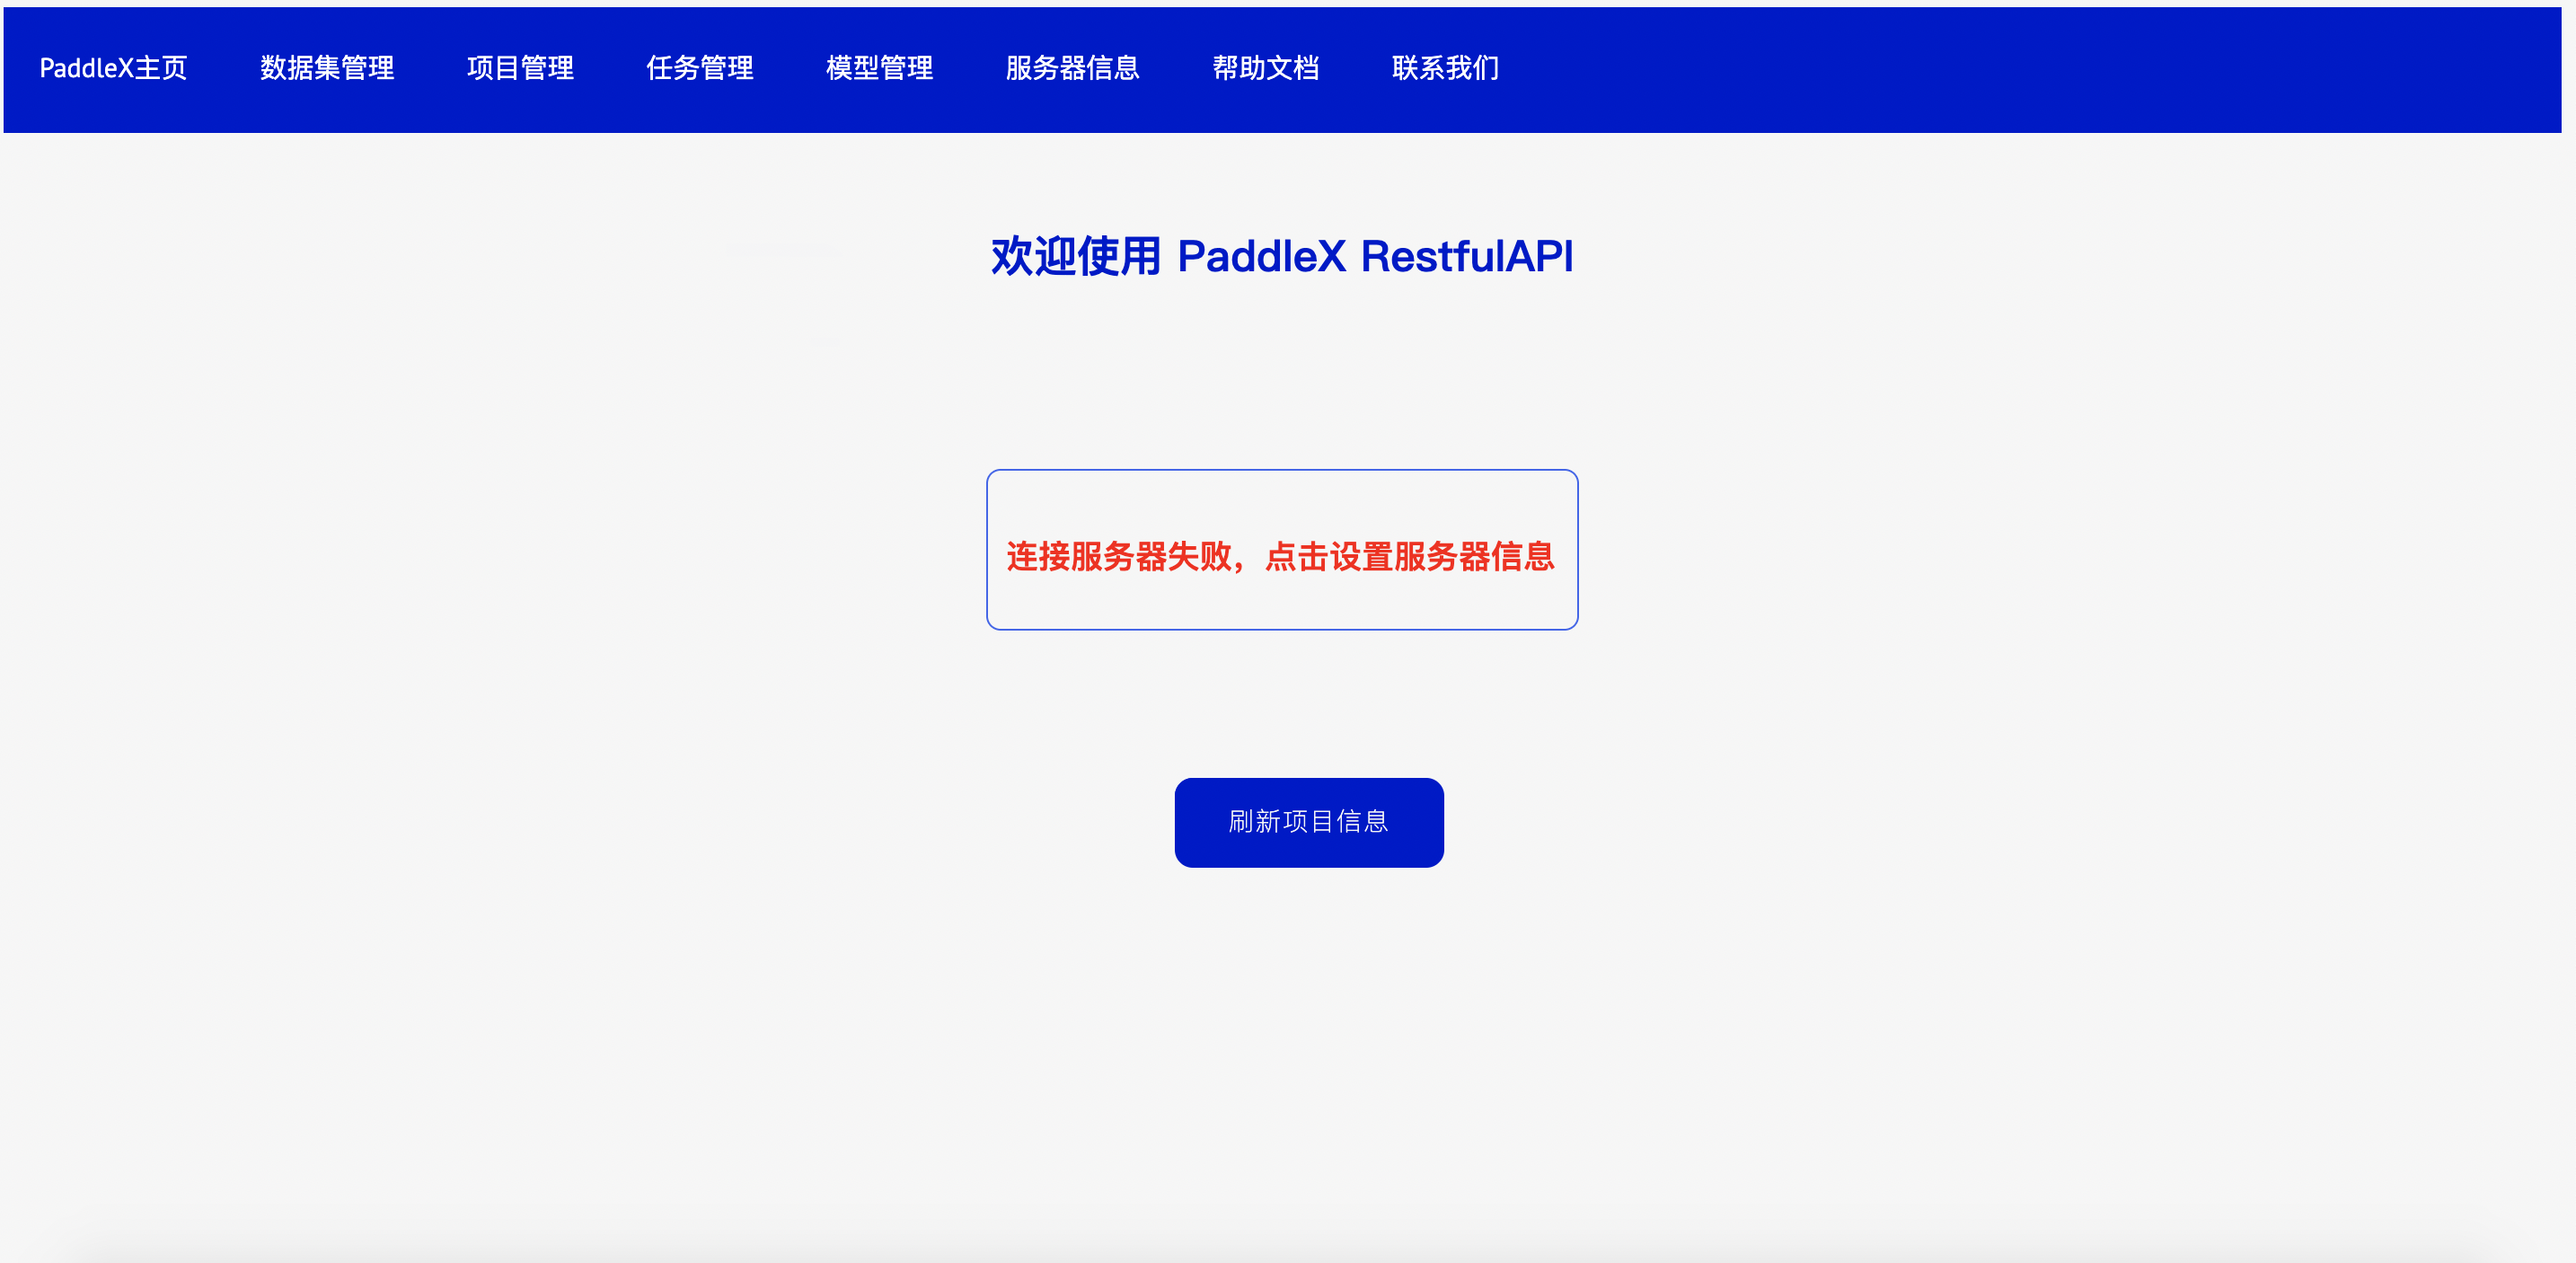 PaddleX主页 数据集管理 项目管理 任务管理 模型管理 服务器信息 帮助文档 联系我们
欢迎使用 PaddleX RestfulAPI
连接服务器失败，点击设置服务器信息
刷新项目信息